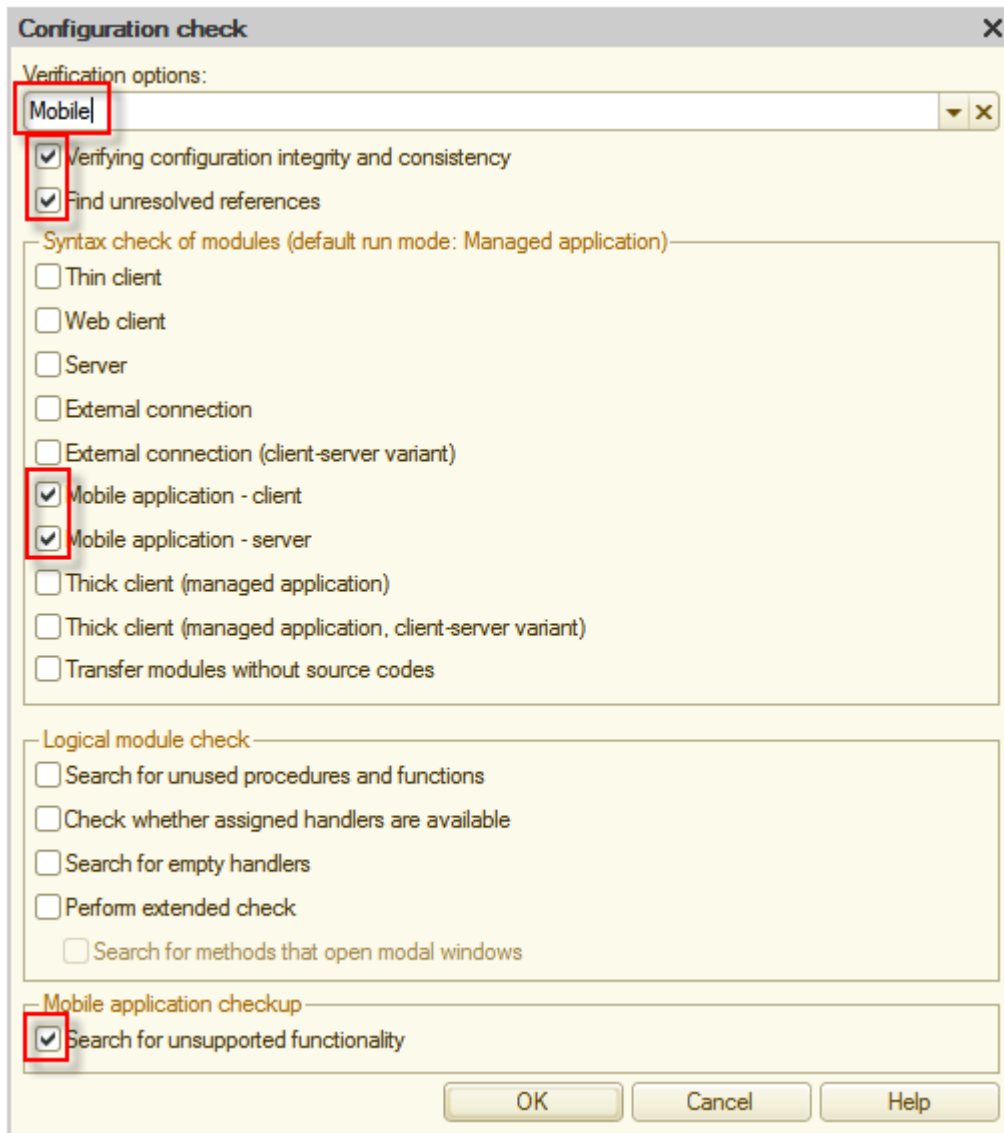 Configuration check
Verification options:
Mobile
Verifying configuration integrity and consistency
Find unresolved references
Syntax check of modules (default run mode: Managed application)
Thin client
Web client
Server
External connection
External connection (client-server variant)
Mobile application - client
Mobile application - server
Thick client (managed application)
Thick client (managed application, client-server variant)
Transfer modules without source codes
Logical module check
Search for unused procedures and functions
Check whether assigned handlers are available
Search for empty handlers
Perform extended check
Search for methods that open modal windows
Mobile application checkup
Search for unsupported functionality
OK Cancel Help